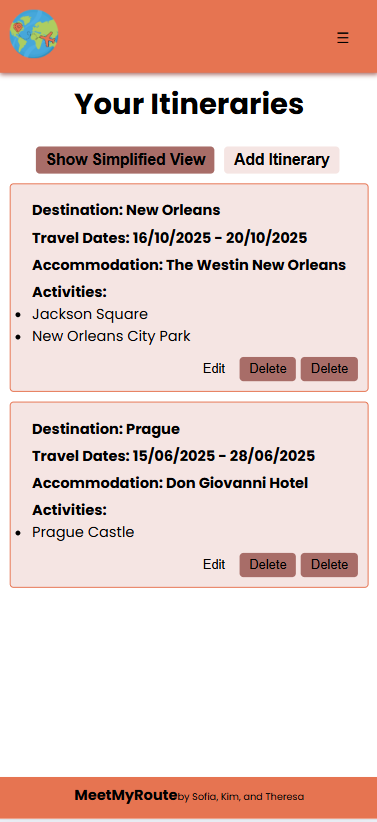 ☰
Your Itineraries
Show Simplified View Add Itinerary
Destination: New Orleans
Travel Dates: 16/10/2025 - 20/10/2025
Accommodation: The Westin New Orleans
Activities:
• Jackson Square
• New Orleans City Park
Edit Delete Delete
Destination: Prague
Travel Dates: 15/06/2025 - 28/06/2025
Accommodation: Don Giovanni Hotel
Activities:
• Prague Castle
Edit Delete Delete
MeetMyRoute by Sofia, Kim, and Theresa